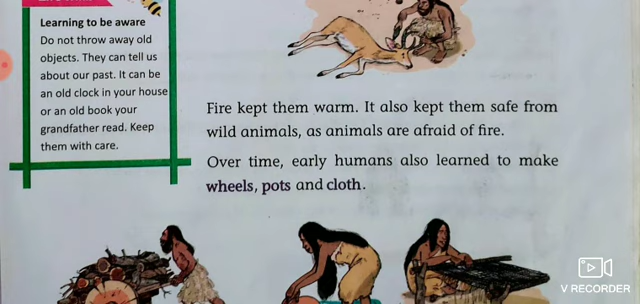 Learning to be aware
Do not throw away old
objects. They can tell us
about our past. It can be
an old clock in your house
or an old book your
grandfather read. Keep
them with care.
Fire kept them warm. It also kept them safe from
wild animals, as animals are afraid of fire.
Over time, early humans also learned to make
wheels, pots and cloth.
V RECORDER